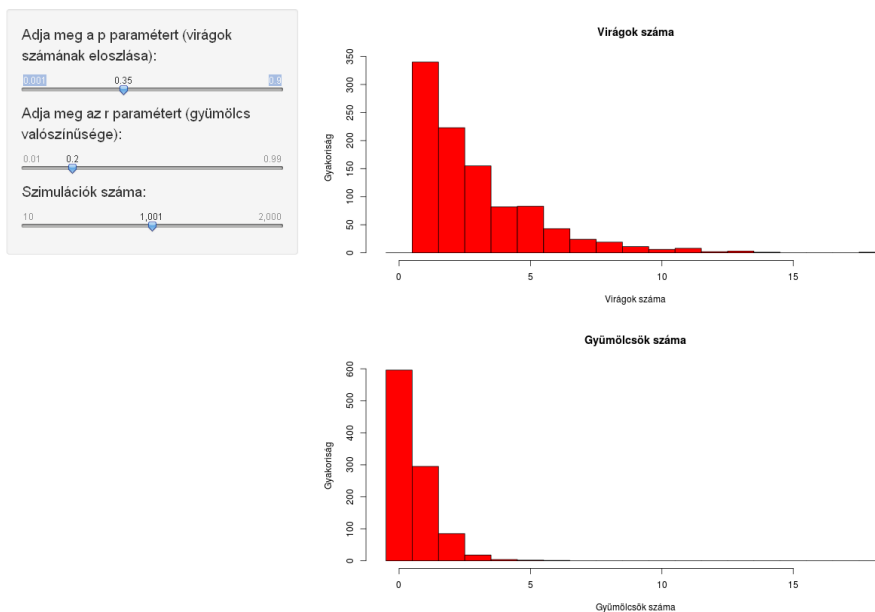 Adja meg a p paramétert (virágok
számának eloszlása):
0.001 0.35 0.9
Adja meg az r paramétert (gyümölcs
valószínűsége):
0.01 0.2 0.99
Szimulációk száma:
10 1,001 2,000
Virágok száma
Gyakoriság
350
300
250
200
150
100
50
0
0 5 10 15
Virágok száma
Gyümölcsök száma
Gyakoriság
600
500
400
300
200
100
0
0 5 10 15
Gyümölcsök száma